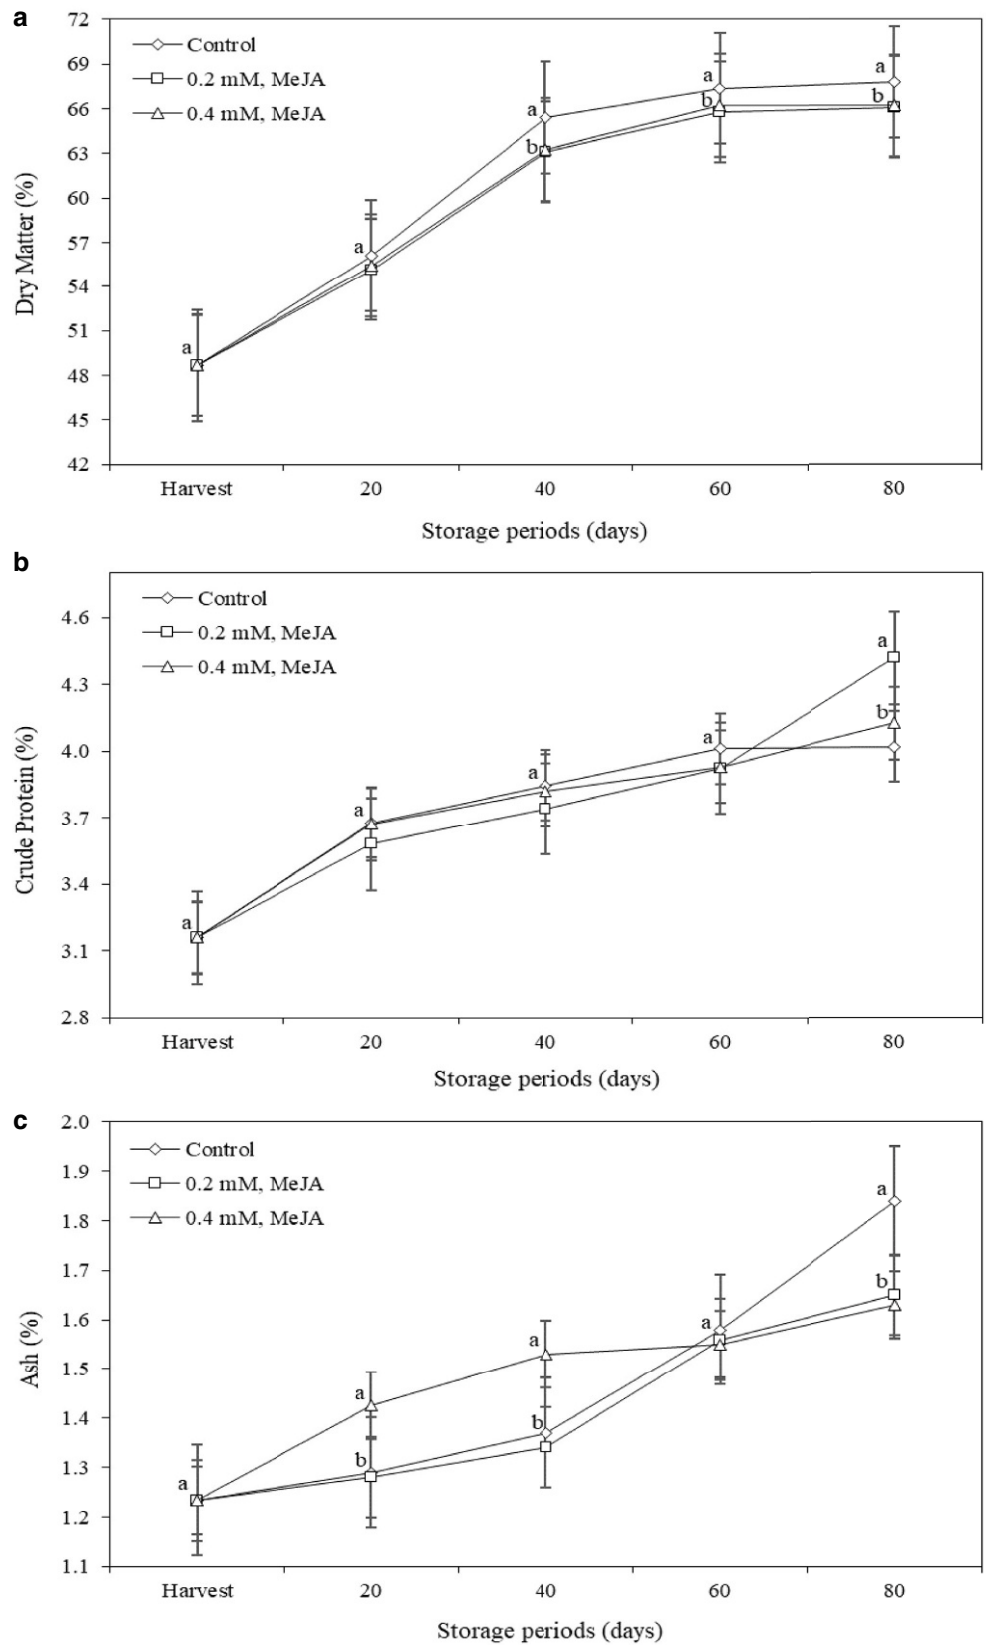 a
72
69
66
63
60
57
54
51
48
45
42
Dry Matter (%)
Control
0.2 mM, MeJA
0.4 mM, MeJA
a
a
a
b
a
b
a
b
Harvest 20 40 60 80
Storage periods (days)
b
4.6
4.3
4.0
3.7
3.4
3.1
2.8
Crude Protein (%)
Control
0.2 mM, MeJA
0.4 mM, MeJA
a
a
a
a
a
b
Harvest 20 40 60 80
Storage periods (days)
c
2.0
1.9
1.8
1.7
1.6
1.5
1.4
1.3
1.2
1.1
Ash (%)
Control
0.2 mM, MeJA
0.4 mM, MeJA
a
a
b
a
b
a
a
b
Harvest 20 40 60 80
Storage periods (days)